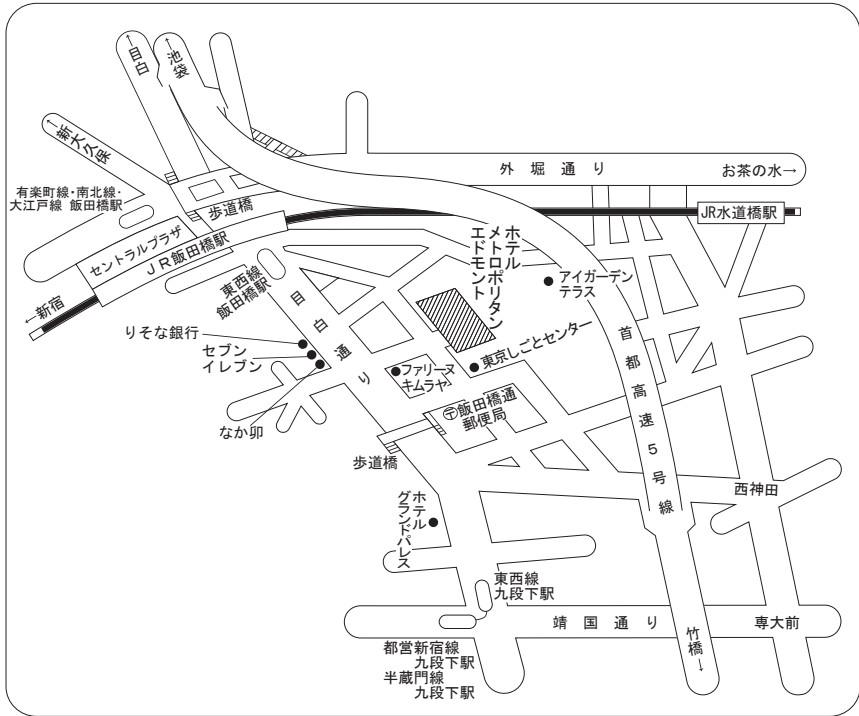 ←目白
←池袋
←新大久保
外堀通り
お茶の水→
有楽町線・南北線・
大江戸線 飯田橋駅
歩道橋
JR水道橋駅
セントラルプラザ
JR飯田橋駅
ホテル
メトロポリタン
エドモント
←新宿
東西線
飯田橋駅
アイガーデン
テラス
目白通り
りそな銀行
セブン
イレブン
首都高速5号線
東京しごとセンター
ファリーヌ
キムラヤ
なか卯
〒飯田橋通
郵便局
歩道橋
西神田
ホテル
グランドパレス
東西線
九段下駅
靖国通り
専大前
竹橋→
都営新宿線
九段下駅
半蔵門線
九段下駅